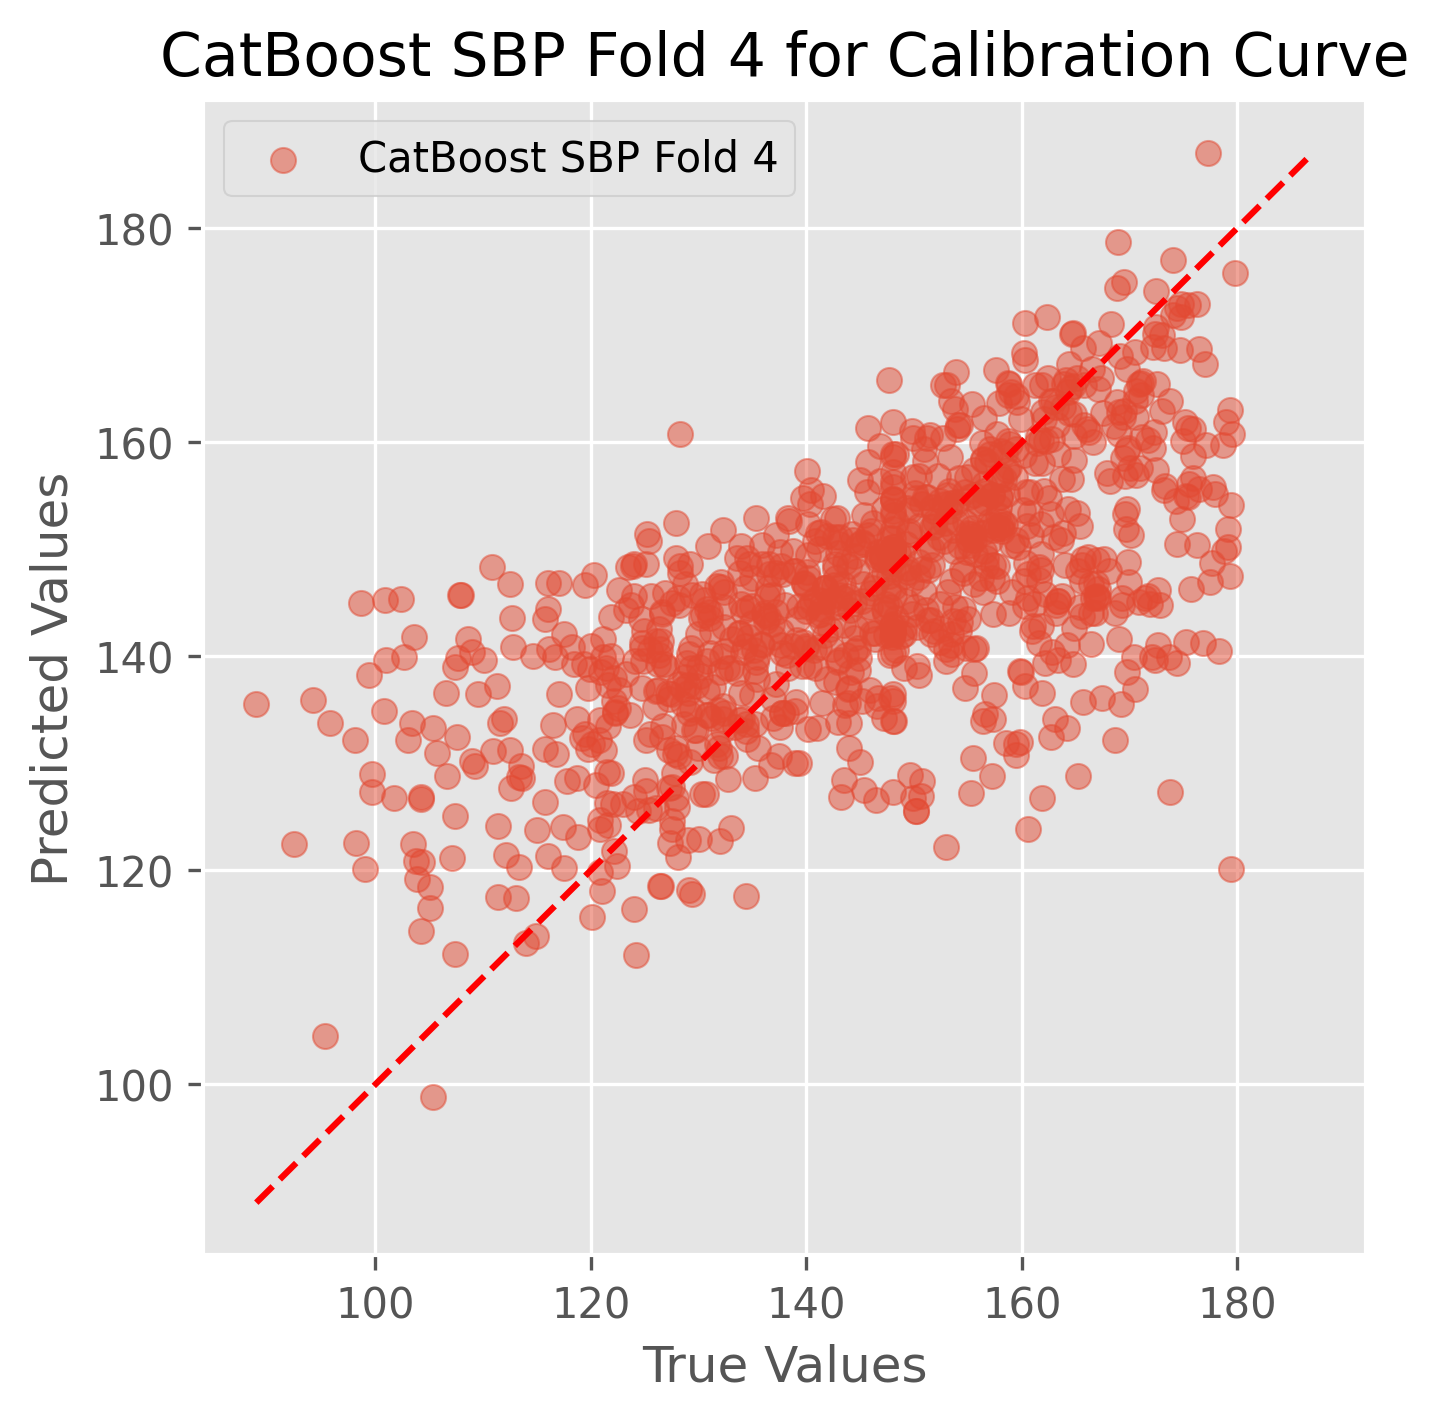 CatBoost SBP Fold 4 for Calibration Curve
CatBoost SBP Fold 4
180
160
140
120
100
Predicted Values
100 120 140 160 180
True Values